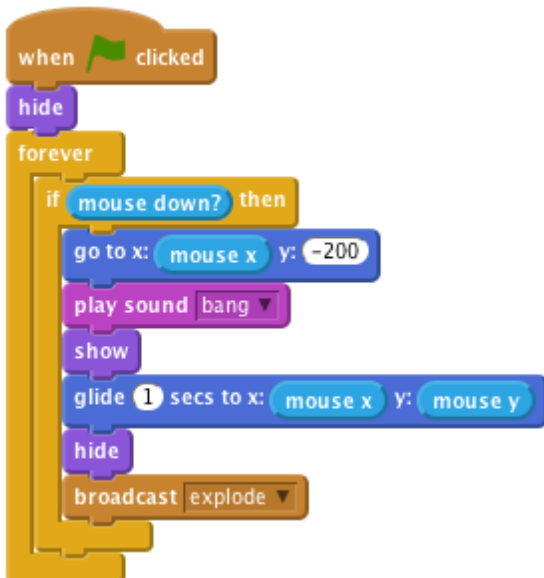 when clicked
hide
forever
if mouse down? then
go to x: mouse x y: -200
play sound bang
show
glide 1 secs to x: mouse x y: mouse y
hide
broadcast explode